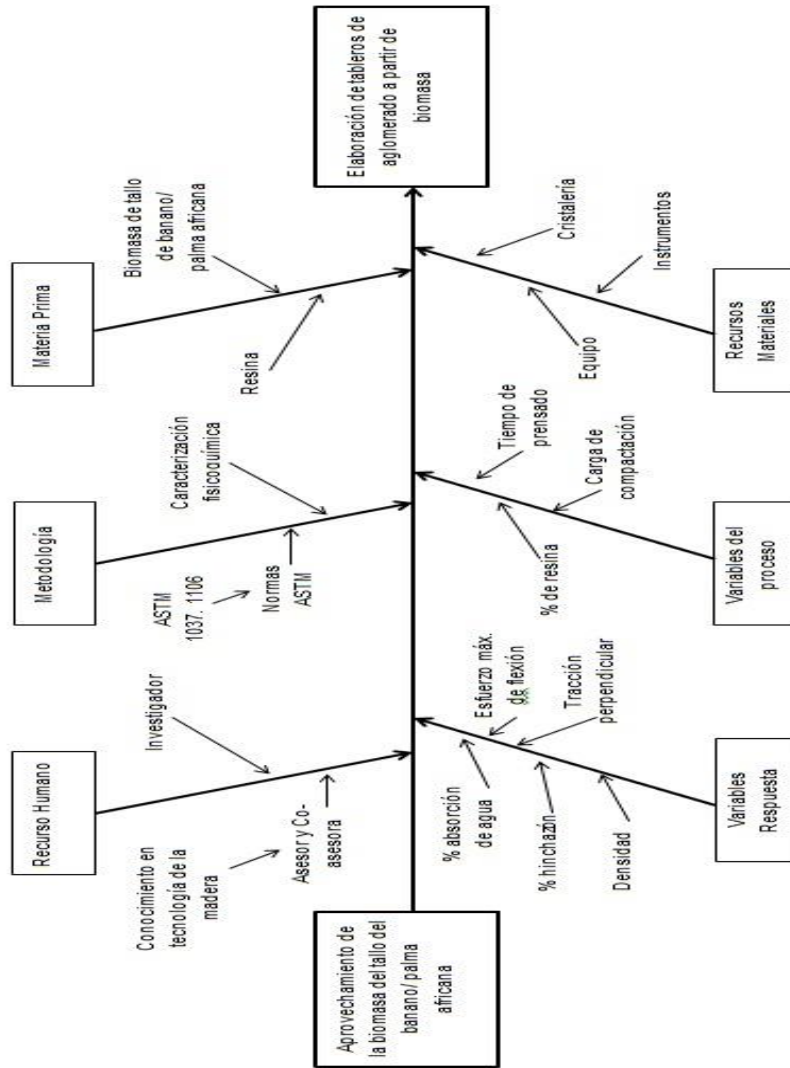 Recurso Humano
Metodología
Materia Prima
Conocimiento en
tecnología de la
madera
Asesor y Co-
asesora
Investigador
ASTM
1037. 1106
Normas
ASTM
Caracterización
fisicoquímica
Resina
Biomasa de tallo
de banano/
palma africana
Aprovechamiento de
la biomasa del tallo del
banano/palma
africana
Elaboración de tableros de
aglomerado a partir de
biomasa
% absorción
de agua
Esfuerzo máx.
de flexión
% hinchazón
Tracción
perpendicular
Densidad
% de resina
Tiempo de
prensado
Carga de
compactación
Equipo
Cristalería
Instrumentos
Variables
Respuesta
Variables del
proceso
Recursos
Materiales